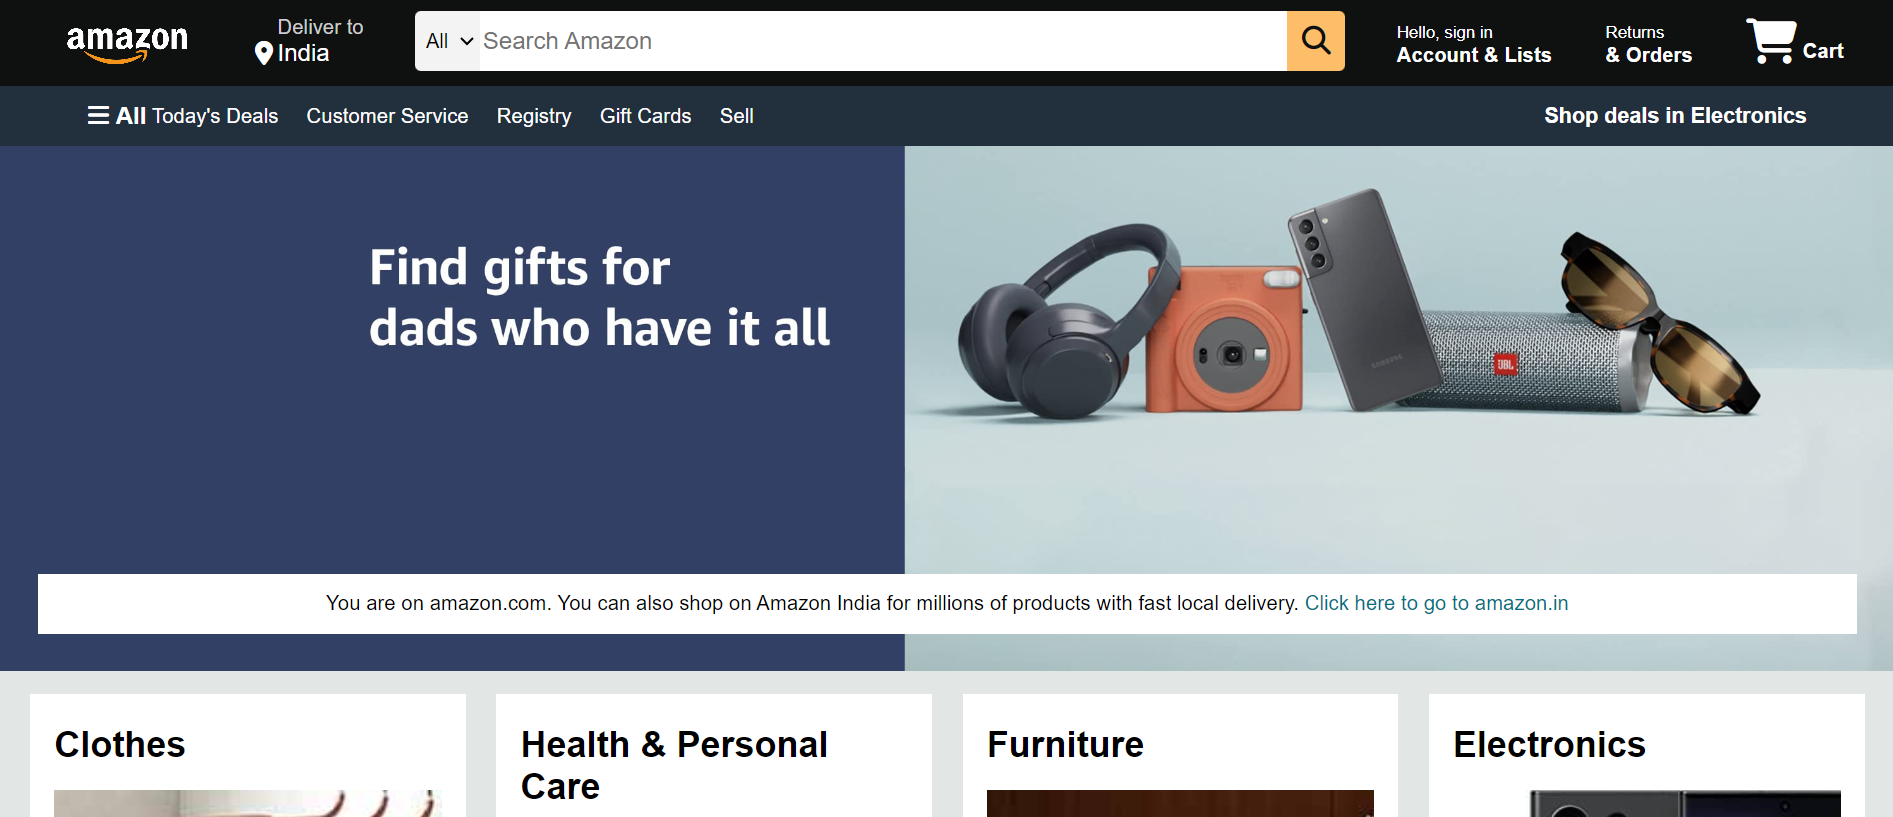 amazon
Deliver to
India
All
Search Amazon
Hello, sign in
Account & Lists
Returns
& Orders
Cart
All Today's Deals Customer Service Registry Gift Cards Sell
Shop deals in Electronics
Find gifts for
dads who have it all
SAMSUNG
JBL
You are on amazon.com. You can also shop on Amazon India for millions of products with fast local delivery. Click here to go to amazon.in
Clothes
Health & Personal
Care
Furniture
Electronics